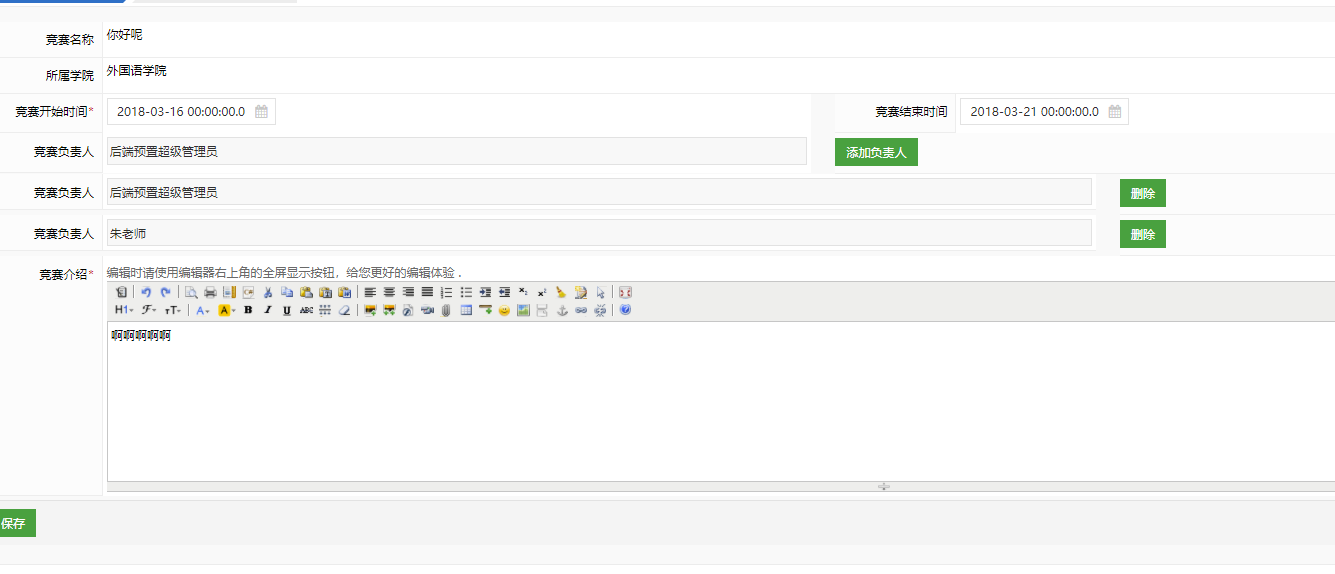 竞赛名称 你好呢
所属学院 外国语学院
竞赛开始时间* 2018-03-16 00:00:00.0 竞赛结束时间 2018-03-21 00:00:00.0
竞赛负责人 后端预置超级管理员 添加负责人
竞赛负责人 后端预置超级管理员 删除
竞赛负责人 朱老师 删除
竞赛介绍* 编辑时请使用编辑器右上角的全屏显示按钮，给您更好的编辑体验．
H1 F TT A A B I U ABC
啊啊啊啊啊
保存